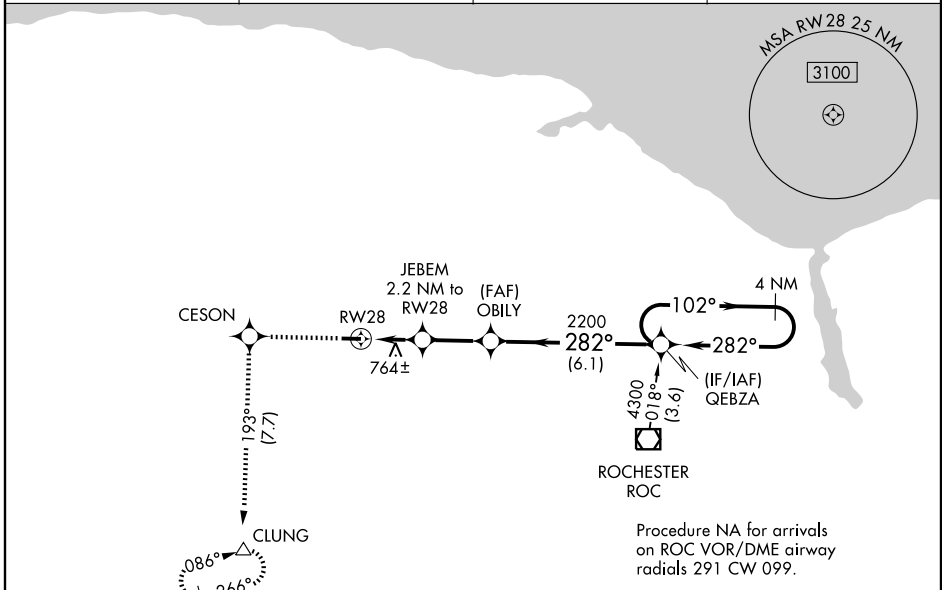 MSA RW28 25 NM
3100
JEBEM
2.2 NM to
RW28
(FAF)
OBILY
4 NM
102°
CESON
RW28
2200
282°
(6.1)
282°
764±
(IF/IAF)
QEBZA
4300
018°
(3.6)
193°
(7.7)
ROCHESTER
ROC
CLUNG
Procedure NA for arrivals
on ROC VOR/DME airway
radials 291 CW 099.
086°
266°